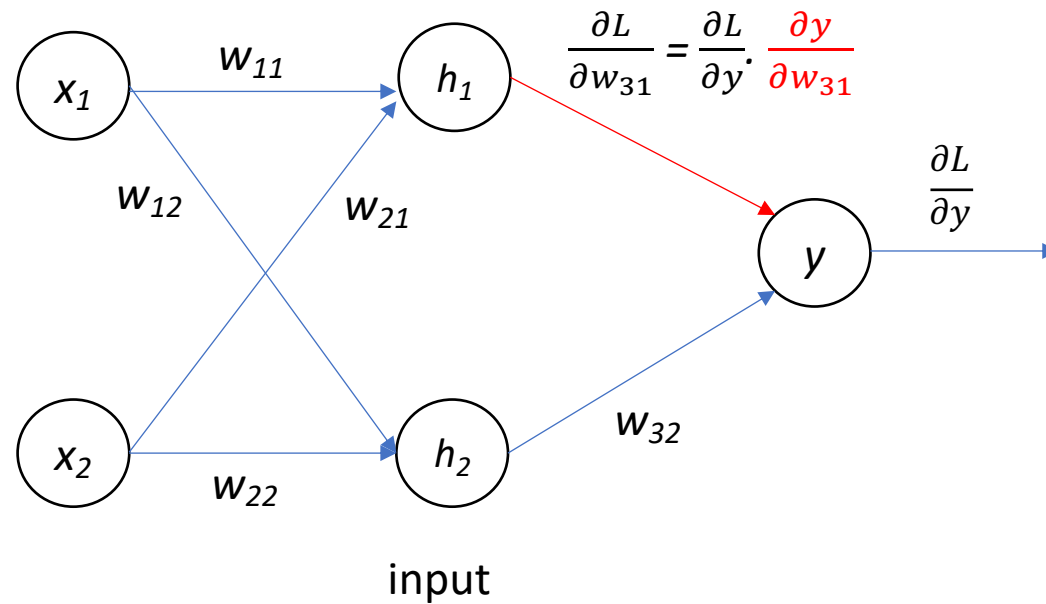 x₁
w₁₁
h₁
∂L/∂w₃₁ = ∂L/∂y . ∂y/∂w₃₁
w₁₂
w₂₁
∂L/∂y
y
x₂
w₂₂
h₂
w₃₂
input